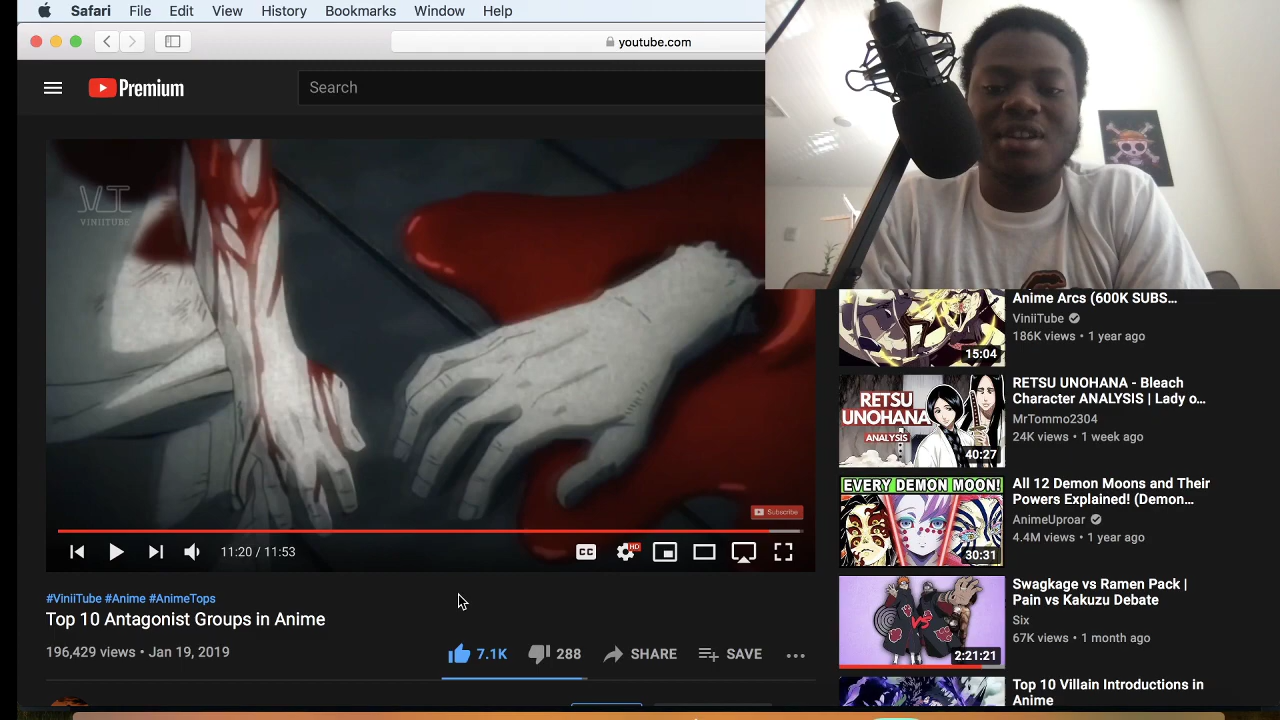 Safari File Edit View History Bookmarks Window Help
youtube.com
Premium
Search
VT
VINIITUBE
Subscribe
11:20 / 11:53
CC
HD
#ViniiTube #Anime #AnimeTops
Top 10 Antagonist Groups in Anime
196,429 views • Jan 19, 2019
7.1K
288
SHARE
SAVE
Anime Arcs (600K SUBS...
ViniiTube
186K views • 1 year ago
15:04
RETSU
UNOHANA
ANALYSIS
40:27
RETSU UNOHANA - Bleach
Character ANALYSIS | Lady o...
MrTommo2304
24K views • 1 week ago
EVERY DEMON MOON!
30:31
All 12 Demon Moons and Their
Powers Explained! (Demon...
AnimeUproar
4.4M views • 1 year ago
VS
2:21:21
Swagkage vs Ramen Pack |
Pain vs Kakuzu Debate
Six
67K views • 1 month ago
Top 10 Villain Introductions in
Anime